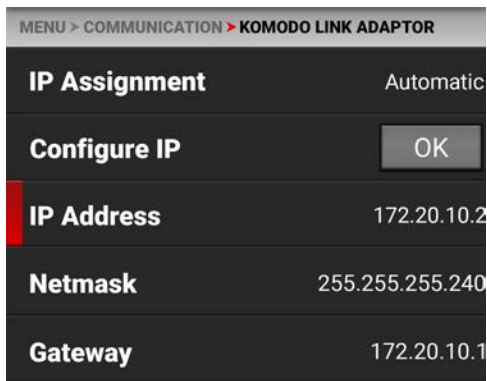 MENU > COMMUNICATION > KOMODO LINK ADAPTOR
IP Assignment Automatic
Configure IP OK
IP Address 172.20.10.2
Netmask 255.255.255.240
Gateway 172.20.10.1